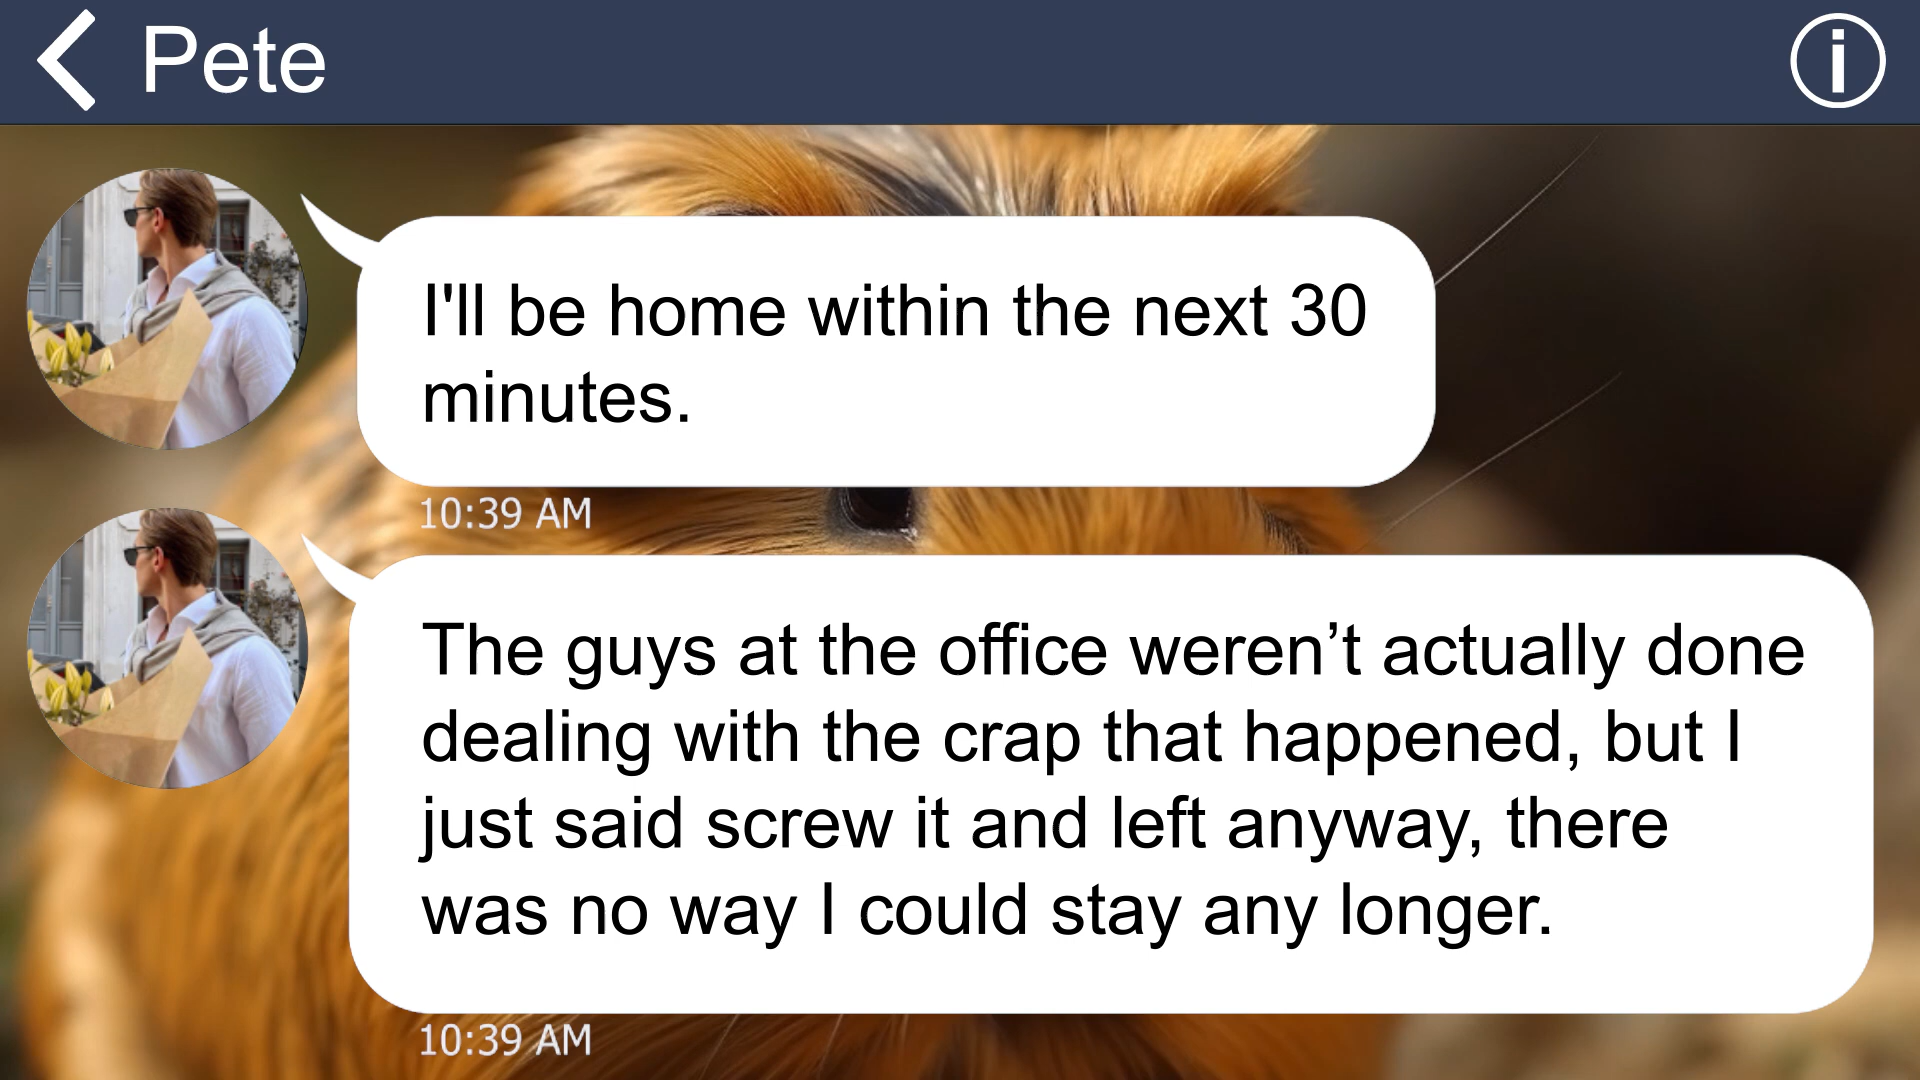 Pete
I'll be home within the next 30
minutes.
10:39 AM
The guys at the office weren’t actually done
dealing with the crap that happened, but I
just said screw it and left anyway, there
was no way I could stay any longer.
10:39 AM